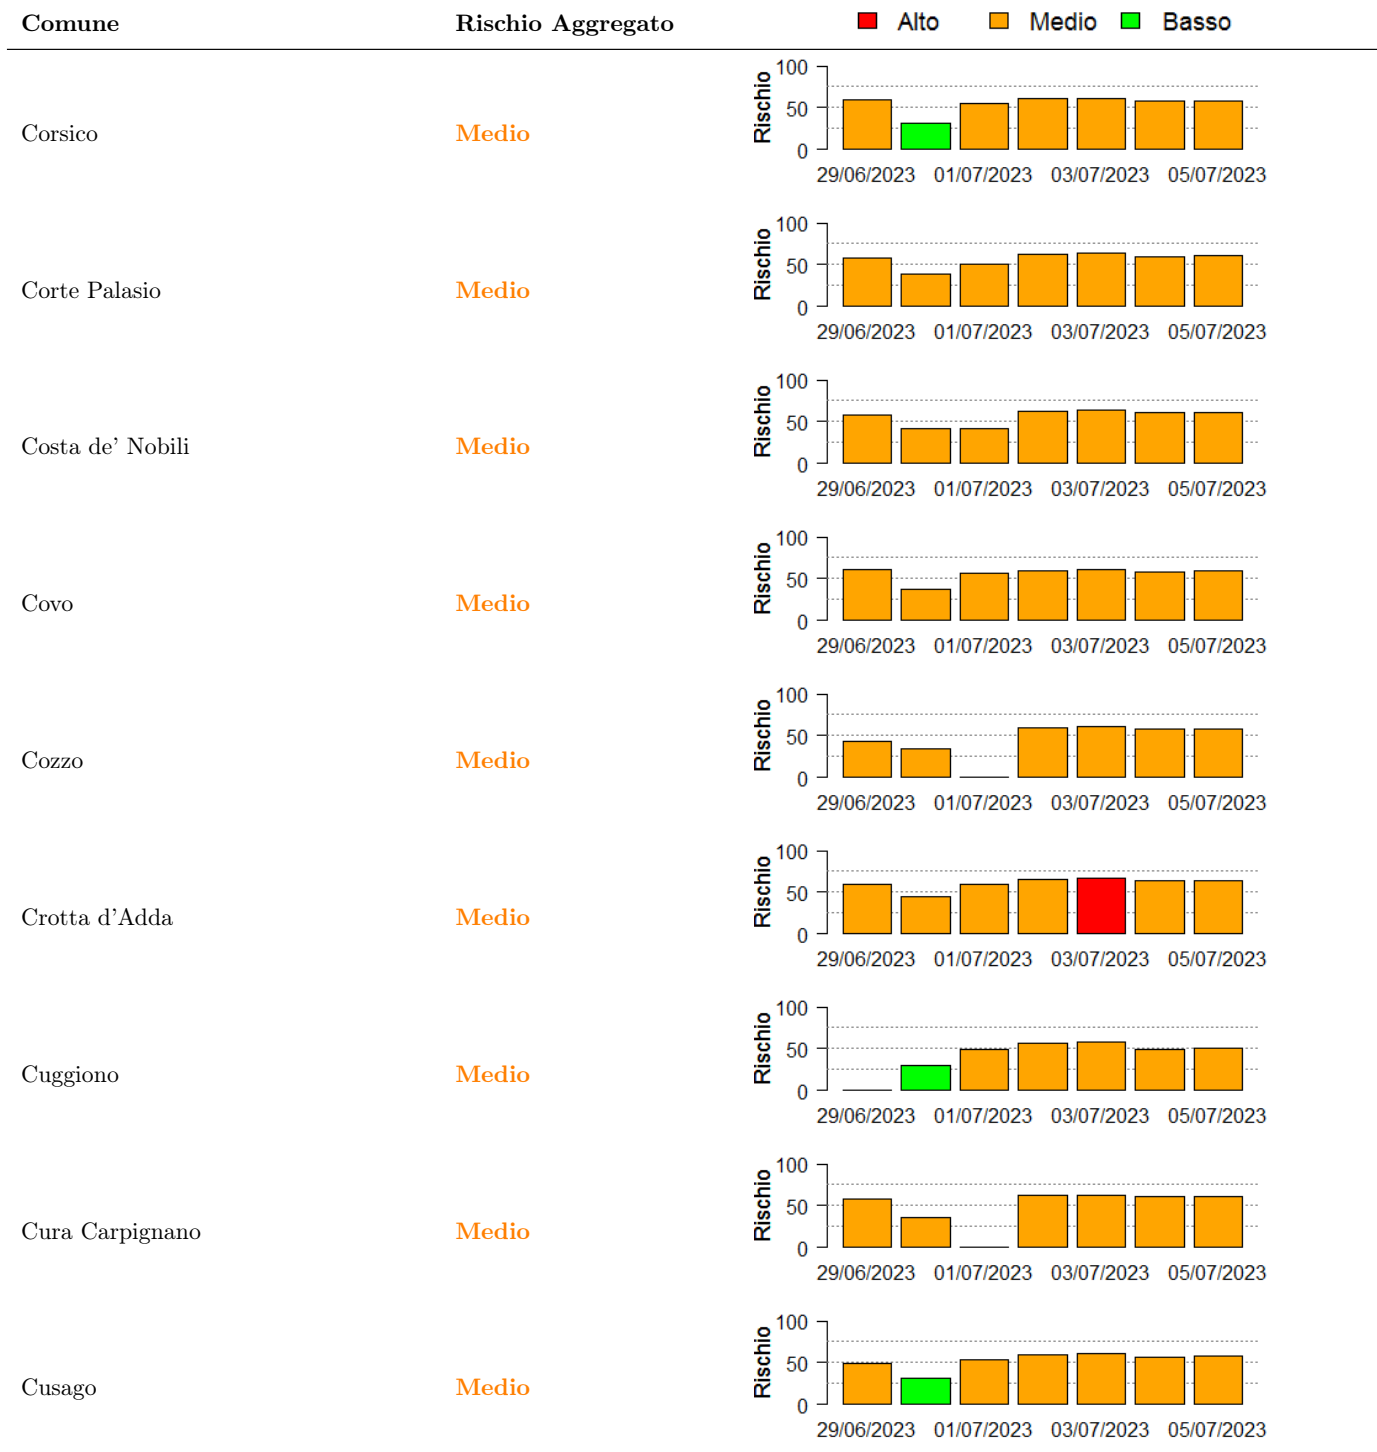 Comune Rischio Aggregato Alto Medio Basso
Corsico Medio
Rischio
100
50
0
29/06/2023 01/07/2023 03/07/2023 05/07/2023
Corte Palasio Medio
Rischio
100
50
0
29/06/2023 01/07/2023 03/07/2023 05/07/2023
Costa de' Nobili Medio
Rischio
100
50
0
29/06/2023 01/07/2023 03/07/2023 05/07/2023
Covo Medio
Rischio
100
50
0
29/06/2023 01/07/2023 03/07/2023 05/07/2023
Cozzo Medio
Rischio
100
50
0
29/06/2023 01/07/2023 03/07/2023 05/07/2023
Crotta d'Adda Medio
Rischio
100
50
0
29/06/2023 01/07/2023 03/07/2023 05/07/2023
Cuggiono Medio
Rischio
100
50
0
29/06/2023 01/07/2023 03/07/2023 05/07/2023
Cura Carpignano Medio
Rischio
100
50
0
29/06/2023 01/07/2023 03/07/2023 05/07/2023
Cusago Medio
Rischio
100
50
0
29/06/2023 01/07/2023 03/07/2023 05/07/2023